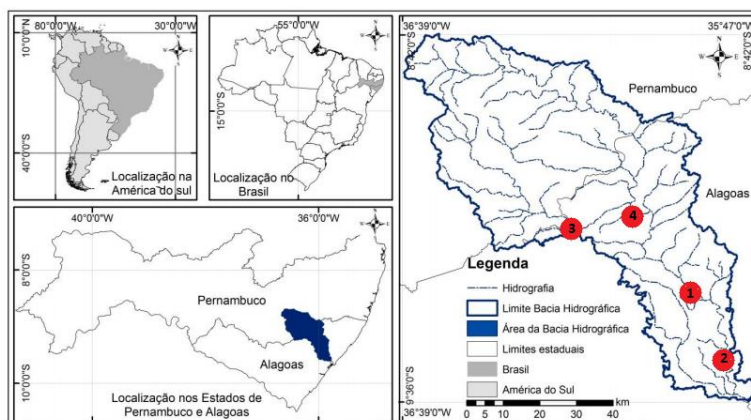 80°0'0"W 30°0'0"W
10°0'0"N
40°0'0"S
Localização na
América do sul
55°0'0"W
15°0'0"S
Localização no
Brasil
40°0'0"W 36°0'0"W
8°0'0"S
10°0'0"S
Pernambuco
Alagoas
Localização nos Estados de
Pernambuco e Alagoas
36°39'0"W 35°47'0"W
8°42'0"S 8°42'0"S
Pernambuco
Alagoas
3
4
1
2
Legenda
Hidrografia
Limite Bacia Hidrográfica
Área da Bacia Hidrográfica
Limites estaduais
Brasil
América do Sul
9°36'0"S
36°39'0"W
0 5 10 20 30 40
km